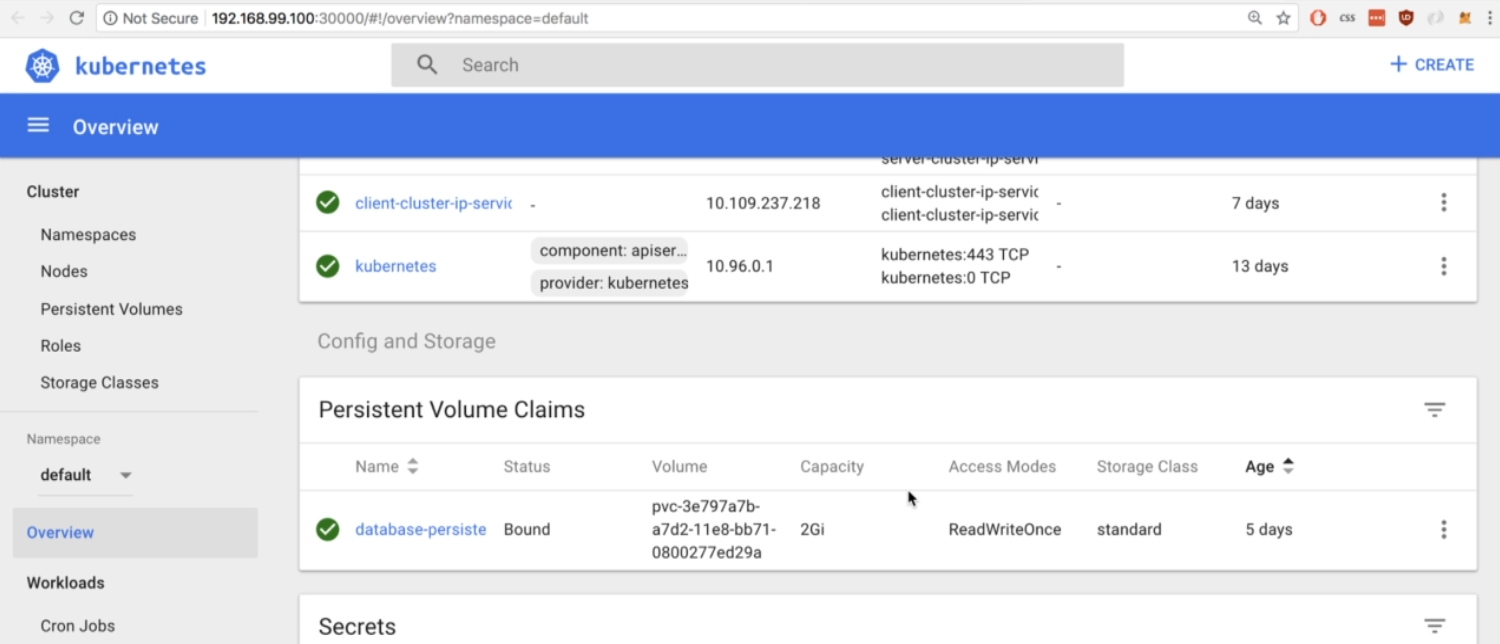 Not Secure 192.168.99.100:30000/#!/overview?namespace=default
css
kubernetes
Search
+ CREATE
Overview
Cluster
Namespaces
Nodes
Persistent Volumes
Roles
Storage Classes
Namespace
default
Overview
Workloads
Cron Jobs
server-cluster-ip-servi
client-cluster-ip-servic - 10.109.237.218 client-cluster-ip-servic - 7 days
client-cluster-ip-servic
kubernetes component: apiser... 10.96.0.1 kubernetes:443 TCP - 13 days
provider: kubernetes kubernetes:0 TCP
Config and Storage
Persistent Volume Claims
Name Status Volume Capacity Access Modes Storage Class Age
database-persiste Bound pvc-3e797a7b- 2Gi ReadWriteOnce standard 5 days
a7d2-11e8-bb71-
0800277ed29a
Secrets